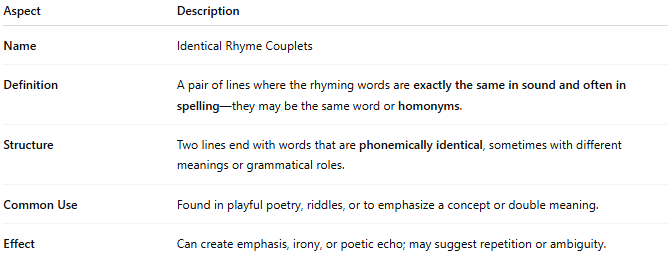 Aspect Description
Name Identical Rhyme Couplets
Definition A pair of lines where the rhyming words are exactly the same in sound and often in
spelling—they may be the same word or homonyms.
Structure Two lines end with words that are phonemically identical, sometimes with different
meanings or grammatical roles.
Common Use Found in playful poetry, riddles, or to emphasize a concept or double meaning.
Effect Can create emphasis, irony, or poetic echo; may suggest repetition or ambiguity.